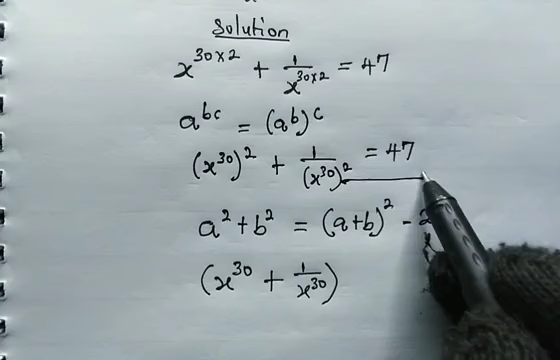 Solution
x^{30×2} + 1/x^{30×2} = 47
a^{bc} = (a^b)^c
(x^{30})^2 + 1/(x^{30})^2 = 47
a^2 + b^2 = (a+b)^2 - 2
(x^{30} + 1/x^{30})